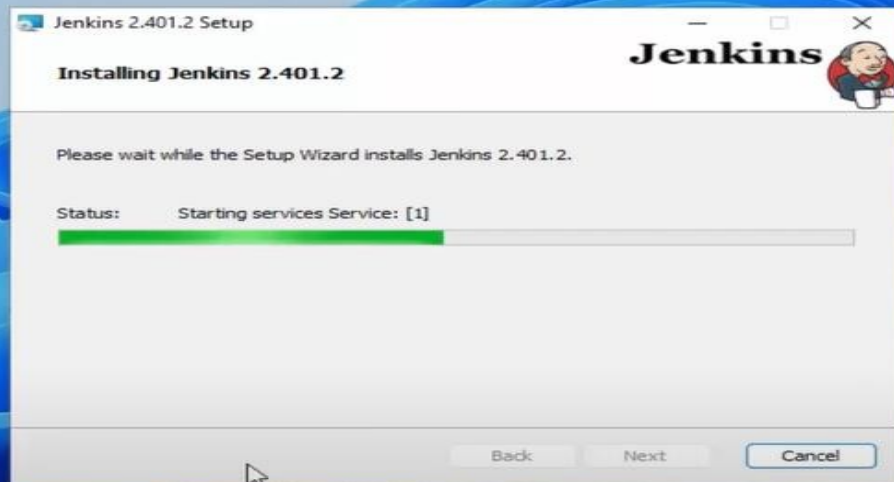 Jenkins 2.401.2 Setup
Jenkins
Installing Jenkins 2.401.2
Please wait while the Setup Wizard installs Jenkins 2.401.2.
Status: Starting services Service: [1]
Back Next Cancel